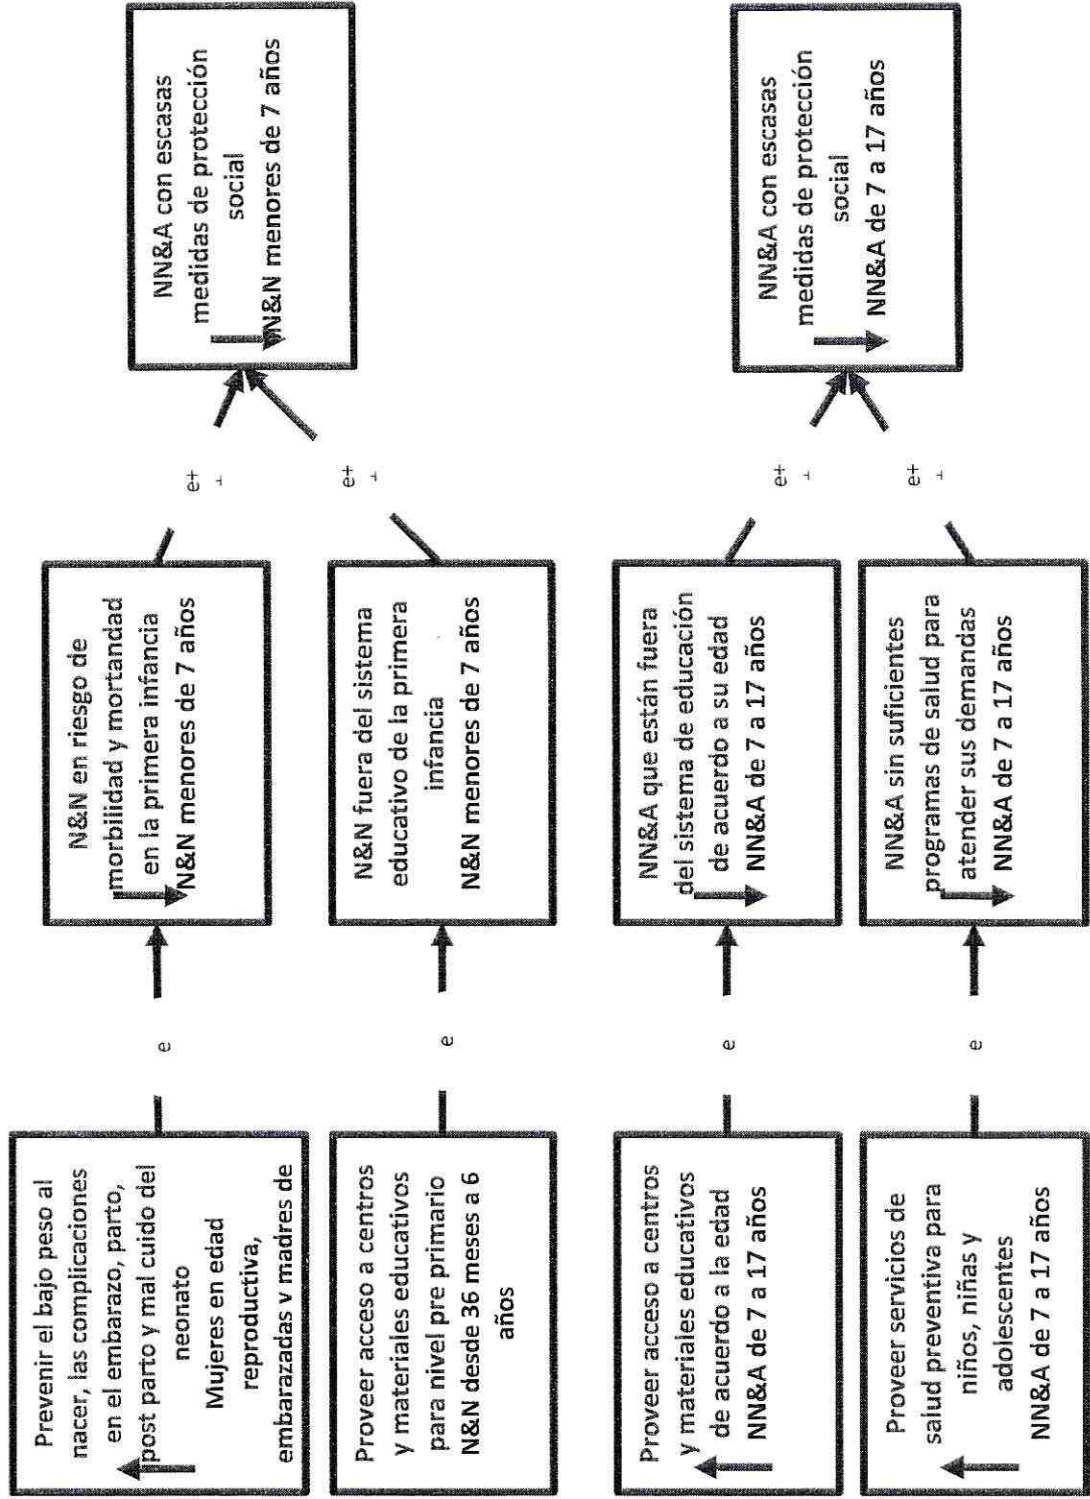 Prevenir el bajo peso al
nacer, las complicaciones
en el embarazo, parto,
post parto y mal cuido del
neonato
Mujeres en edad
reproductiva,
embarazadas y madres de
e
N&N en riesgo de
morbilidad y mortandad
en la primera infancia
N&N menores de 7 años
e+
Proveer acceso a centros
y materiales educativos
para nivel pre primario
N&N desde 36 meses a 6
años
e
N&N fuera del sistema
educativo de la primera
infancia
N&N menores de 7 años
e+
NN&A con escasas
medidas de protección
social
N&N menores de 7 años
Proveer acceso a centros
y materiales educativos
de acuerdo a la edad
NN&A de 7 a 17 años
e
NN&A que están fuera
del sistema de educación
de acuerdo a su edad
NN&A de 7 a 17 años
e+
Proveer servicios de
salud preventiva para
niños, niñas y
adolescentes
NN&A de 7 a 17 años
e
NN&A sin suficientes
programas de salud para
atender sus demandas
NN&A de 7 a 17 años
e+
NN&A con escasas
medidas de protección
social
NN&A de 7 a 17 años